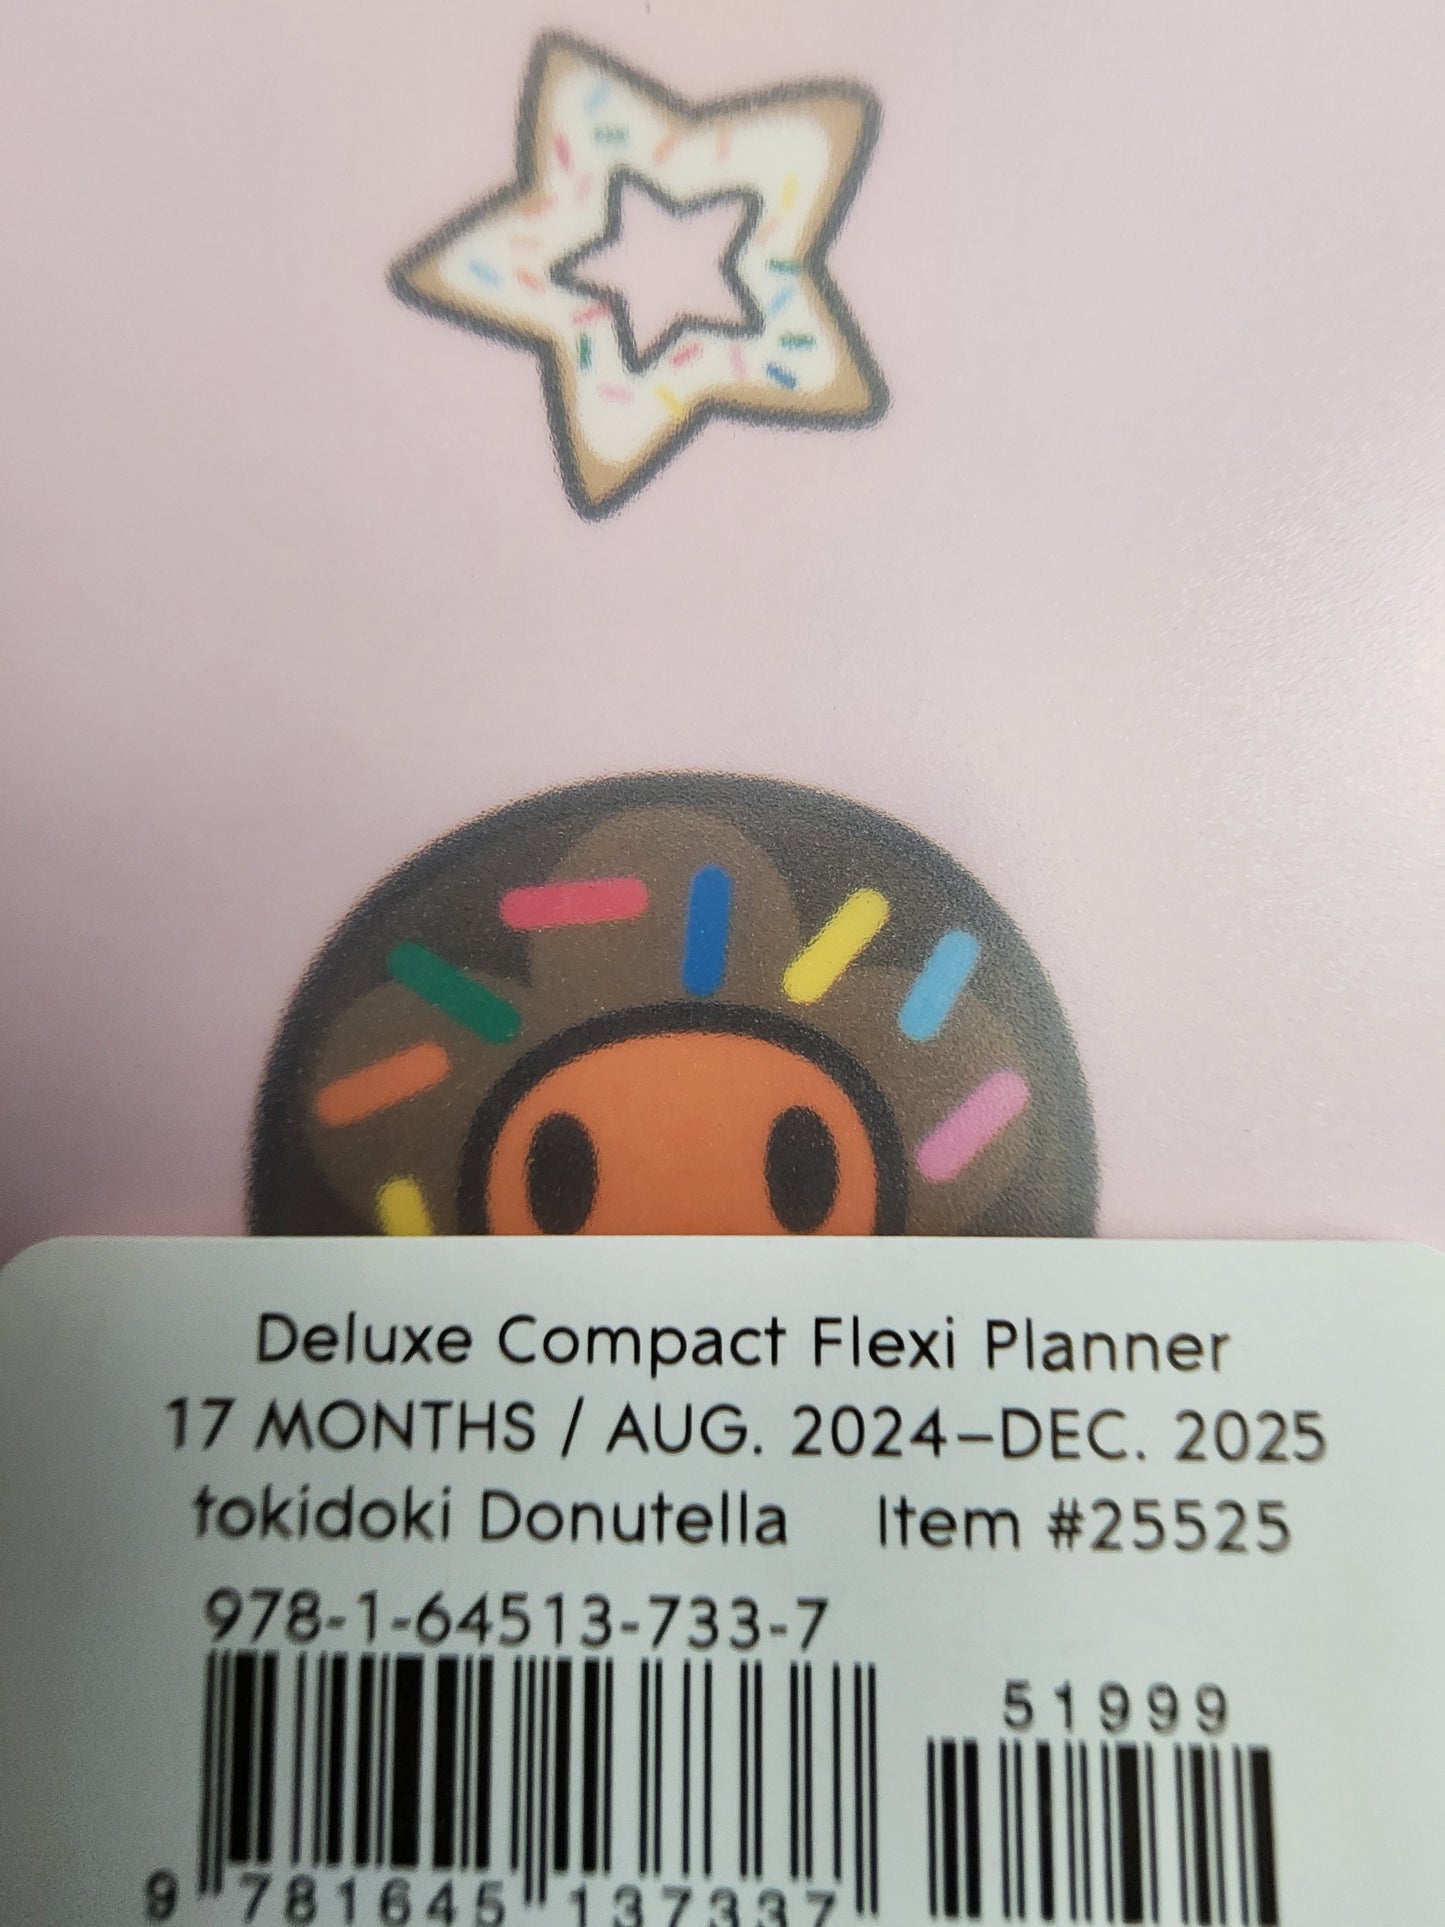 Deluxe Compact Flexi Planner
17 MONTHS / AUG. 2024–DEC. 2025
tokidoki Donutella Item #25525
978-1-64513-733-7
51999
9 781645 137337